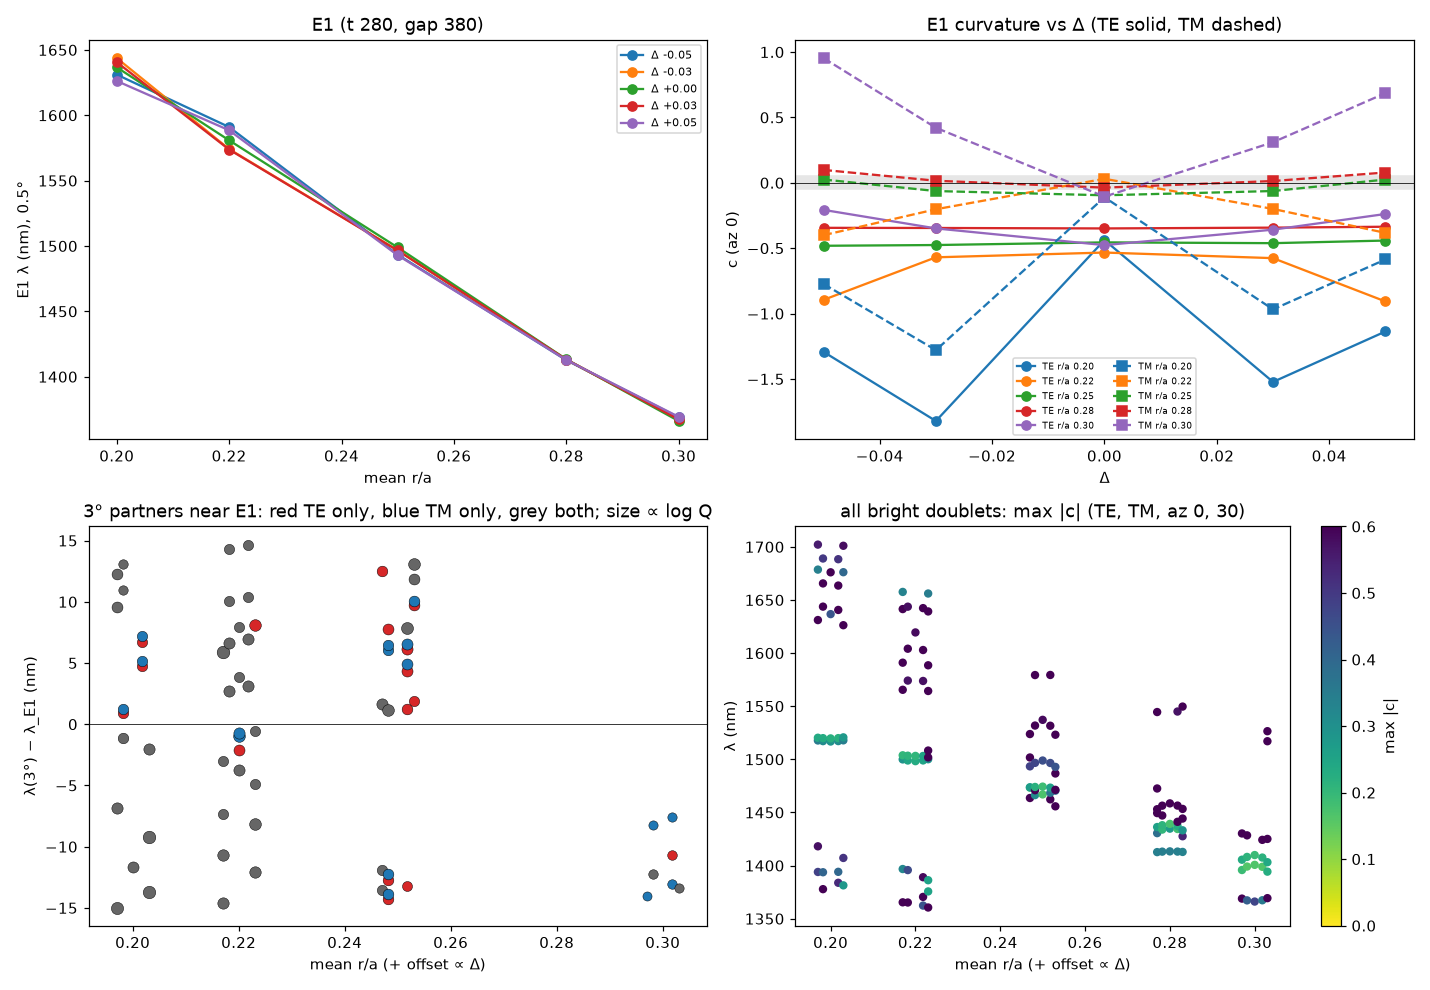 E1 (t 280, gap 380)
E1 λ (nm), 0.5°
1650
1600
1550
1500
1450
1400
0.20
0.22
0.24
0.26
0.28
0.30
mean r/a
Δ -0.05
Δ -0.03
Δ +0.00
Δ +0.03
Δ +0.05
E1 curvature vs Δ (TE solid, TM dashed)
c (az 0)
1.0
0.5
0.0
−0.5
−1.0
−1.5
−0.04
−0.02
0.00
0.02
0.04
Δ
TE r/a 0.20
TE r/a 0.22
TE r/a 0.25
TE r/a 0.28
TE r/a 0.30
TM r/a 0.20
TM r/a 0.22
TM r/a 0.25
TM r/a 0.28
TM r/a 0.30
3° partners near E1: red TE only, blue TM only, grey both; size ∝ log Q
λ(3°) − λ_E1 (nm)
15
10
5
0
−5
−10
−15
0.20
0.22
0.24
0.26
0.28
0.30
mean r/a (+ offset ∝ Δ)
all bright doublets: max |c| (TE, TM, az 0, 30)
λ (nm)
1700
1650
1600
1550
1500
1450
1400
1350
0.20
0.22
0.24
0.26
0.28
0.30
mean r/a (+ offset ∝ Δ)
0.6
0.5
0.4
0.3
0.2
0.1
0.0
max |c|